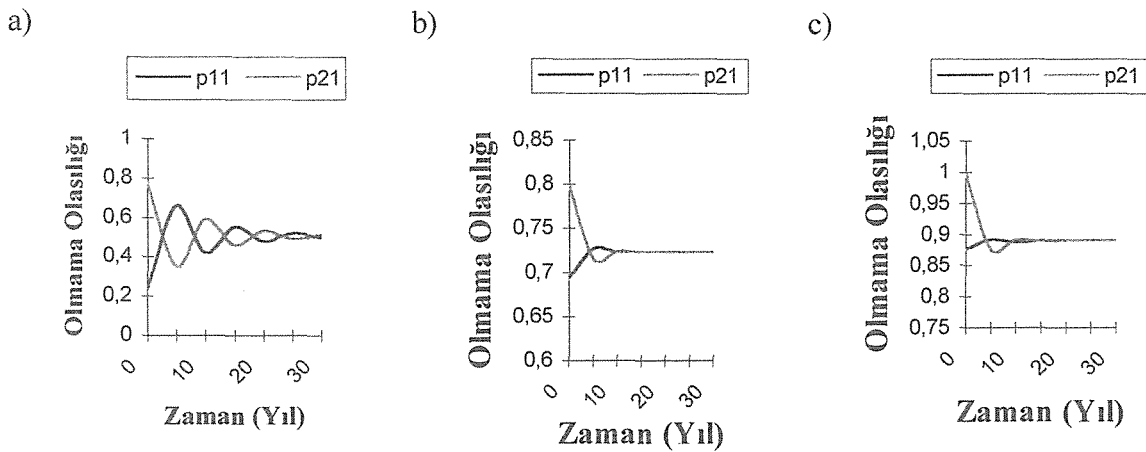 a)
p11 p21
Olmama Olasılığı
1
0,8
0,6
0,4
0,2
0
0 10 20 30
Zaman (Yıl)
b)
p11 p21
Olmama Olasılığı
0,85
0,8
0,75
0,7
0,65
0,6
0 10 20 30
Zaman (Yıl)
c)
p11 p21
Olmama Olasılığı
1,05
1
0,95
0,9
0,85
0,8
0,75
0 10 20 30
Zaman (Yıl)